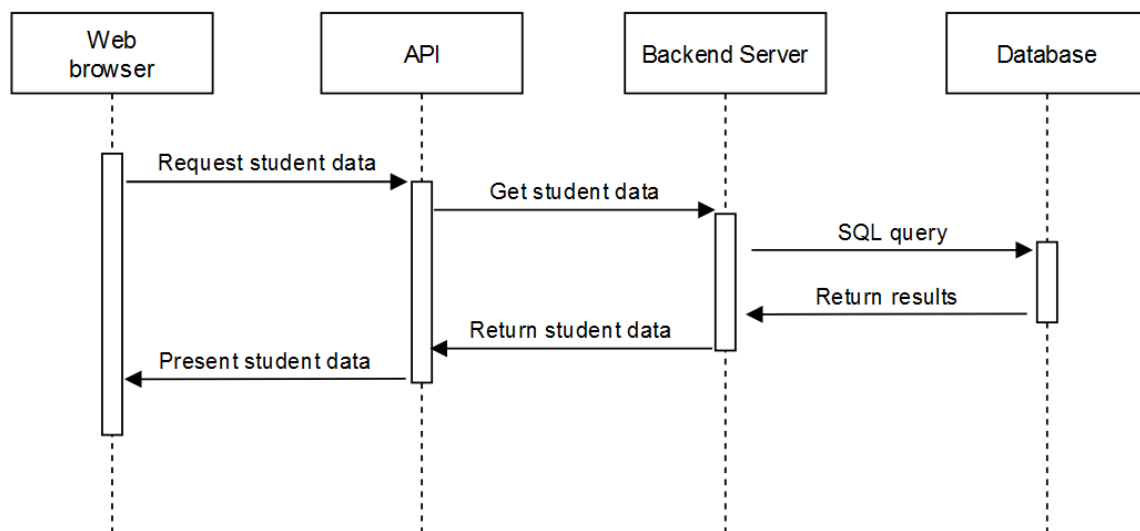 Web
browser
API
Backend Server
Database
Request student data
Get student data
SQL query
Return results
Return student data
Present student data